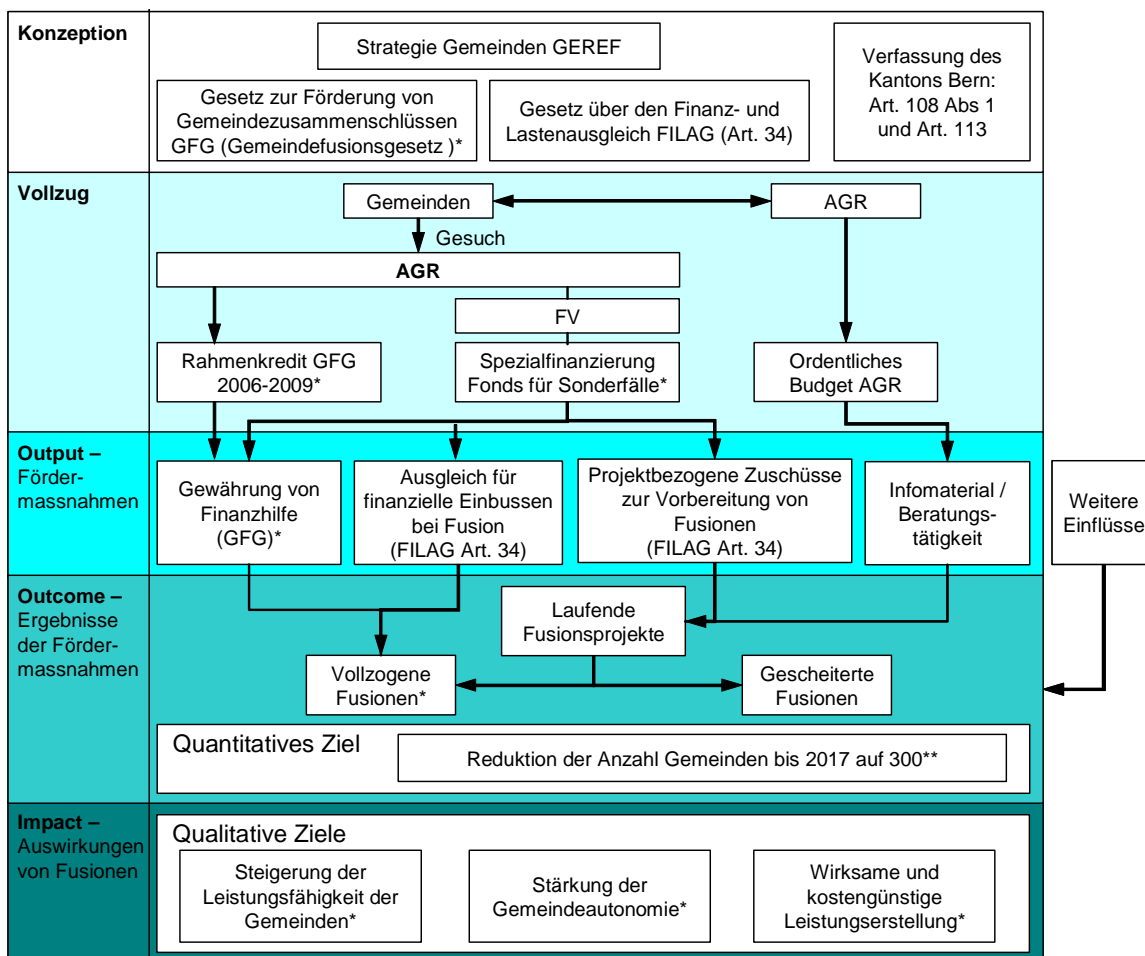 Konzeption
Strategie Gemeinden GEREF
Verfassung des
Kantons Bern:
Art. 108 Abs 1
und Art. 113
Gesetz zur Förderung von
Gemeindezusammenschlüssen
GFG (Gemeindefusionsgesetz )*
Gesetz über den Finanz- und
Lastenausgleich FILAG (Art. 34)
Vollzug
Gemeinden
AGR
Gesuch
AGR
FV
Rahmenkredit GFG
2006-2009*
Spezialfinanzierung
Fonds für Sonderfälle*
Ordentliches
Budget AGR
Output –
Förder-
massnahmen
Gewährung von
Finanzhilfe
(GFG)*
Ausgleich für
finanzielle Einbussen
bei Fusion
(FILAG Art. 34)
Projektbezogene Zuschüsse
zur Vorbereitung von
Fusionen
(FILAG Art. 34)
Infomaterial /
Beratungs-
tätigkeit
Weitere
Einflüsse
Outcome –
Ergebnisse
der Förder-
massnahmen
Laufende
Fusionsprojekte
Vollzogene
Fusionen*
Gescheiterte
Fusionen
Quantitatives Ziel
Reduktion der Anzahl Gemeinden bis 2017 auf 300**
Impact –
Auswirkungen
von Fusionen
Qualitative Ziele
Steigerung der
Leistungsfähigkeit der
Gemeinden*
Stärkung der
Gemeindeautonomie*
Wirksame und
kostengünstige
Leistungserstellung*